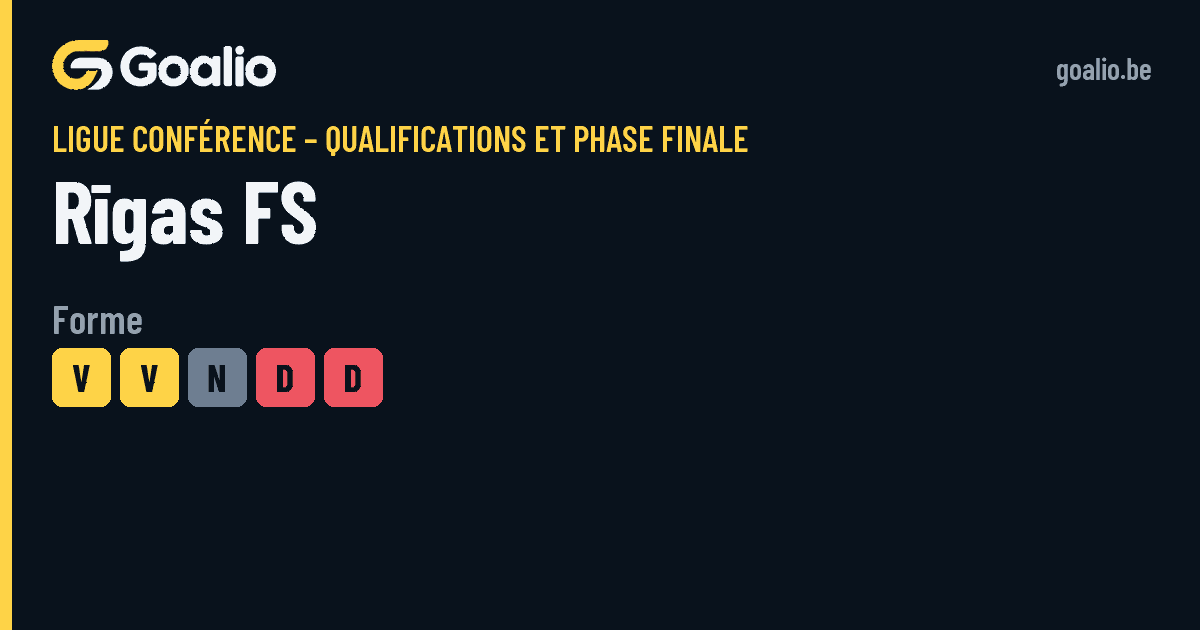 Goalio
goalio.be
LIGUE CONFÉRENCE – QUALIFICATIONS ET PHASE FINALE
Rīgas FS
Forme
V V N D D